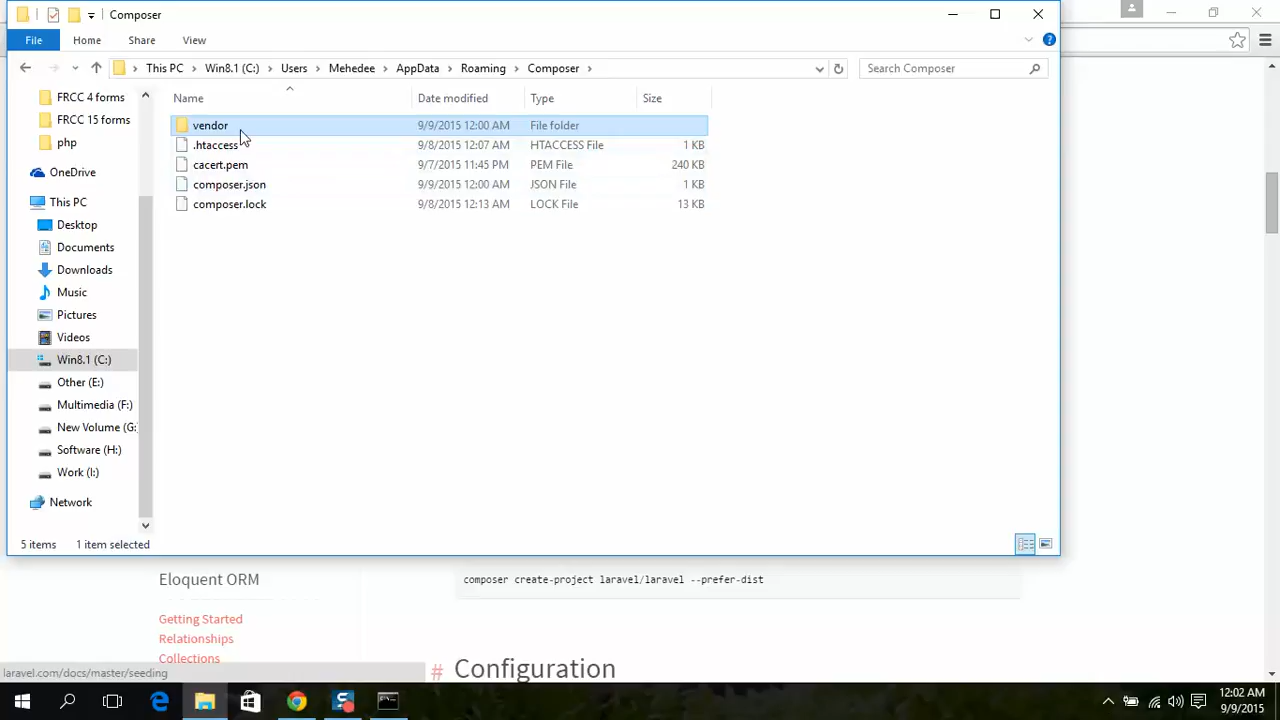 Composer
File
Home
Share
View
This PC
Win8.1 (C:)
Users
Mehedee
AppData
Roaming
Composer
Search Composer
FRCC 4 forms
FRCC 15 forms
php
OneDrive
This PC
Desktop
Documents
Downloads
Music
Pictures
Videos
Win8.1 (C:)
Other (E:)
Multimedia (F:)
New Volume (G:
Software (H:)
Work (I:)
Network
Name Date modified Type Size
vendor 9/9/2015 12:00 AM File folder
.htaccess 9/8/2015 12:07 AM HTACCESS File 1 KB
cacert.pem 9/7/2015 11:45 PM PEM File 240 KB
composer.json 9/9/2015 12:00 AM JSON File 1 KB
composer.lock 9/8/2015 12:13 AM LOCK File 13 KB
5 items 1 item selected
Eloquent ORM
Getting Started
Relationships
Collections
composer create-project laravel/laravel --prefer-dist
# Configuration
laravel.com/docs/master/seeding
12:02 AM
9/9/2015